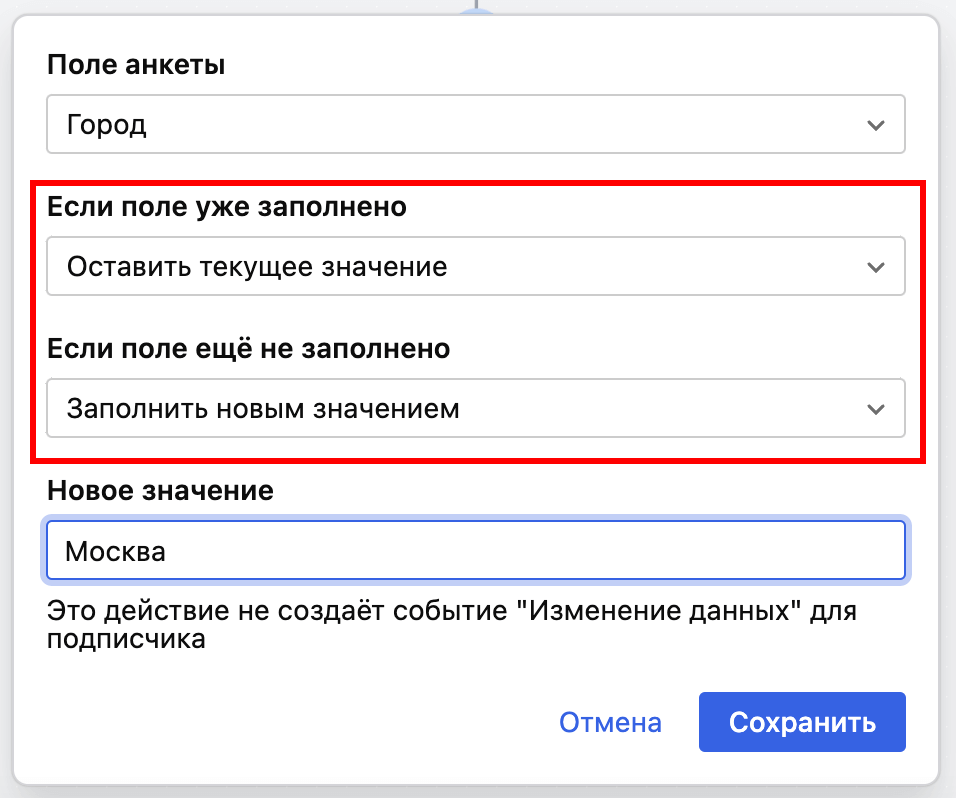 Поле анкеты
Город
Если поле уже заполнено
Оставить текущее значение
Если поле ещё не заполнено
Заполнить новым значением
Новое значение
Москва
Это действие не создаёт событие "Изменение данных" для
подписчика
Отмена
Сохранить